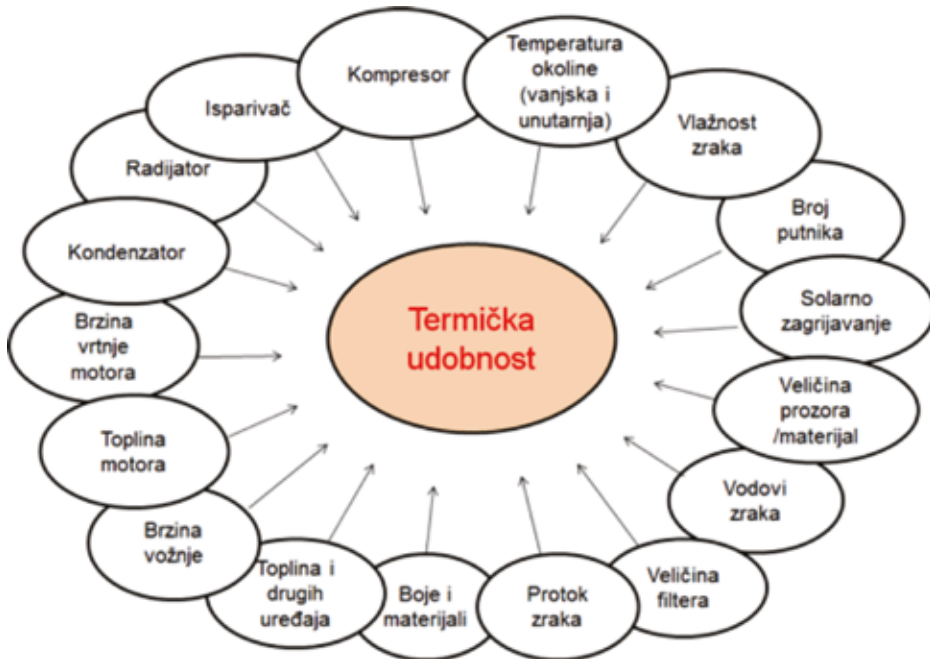 Kompresor
Temperatura
okoline
(vanjska i
unutarnja)
Vlažnost
zraka
Broj
putnika
Solarno
zagrijavanje
Veličina
prozora
/materijal
Vodovi
zraka
Veličina
filtera
Protok
zraka
Boje i
materijali
Toplina i
drugih
uređaja
Brzina
vožnje
Toplina
motora
Brzina
vrtnje
motora
Kondenzator
Radijator
Isparivač
Termička
udobnost